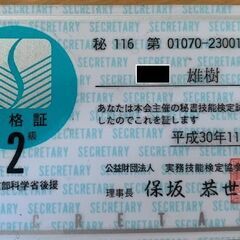 SECRETARY SECRETARY SECRETARY
秘 116 第 01070-23001
雄樹
格証
2級
あなたは本会主催の秘書技能検定試
したのでこれを証します
平成30年11
部科学省後援
公益財団法人 実務技能検定協
理事長 保坂 恭世
SECRETARY